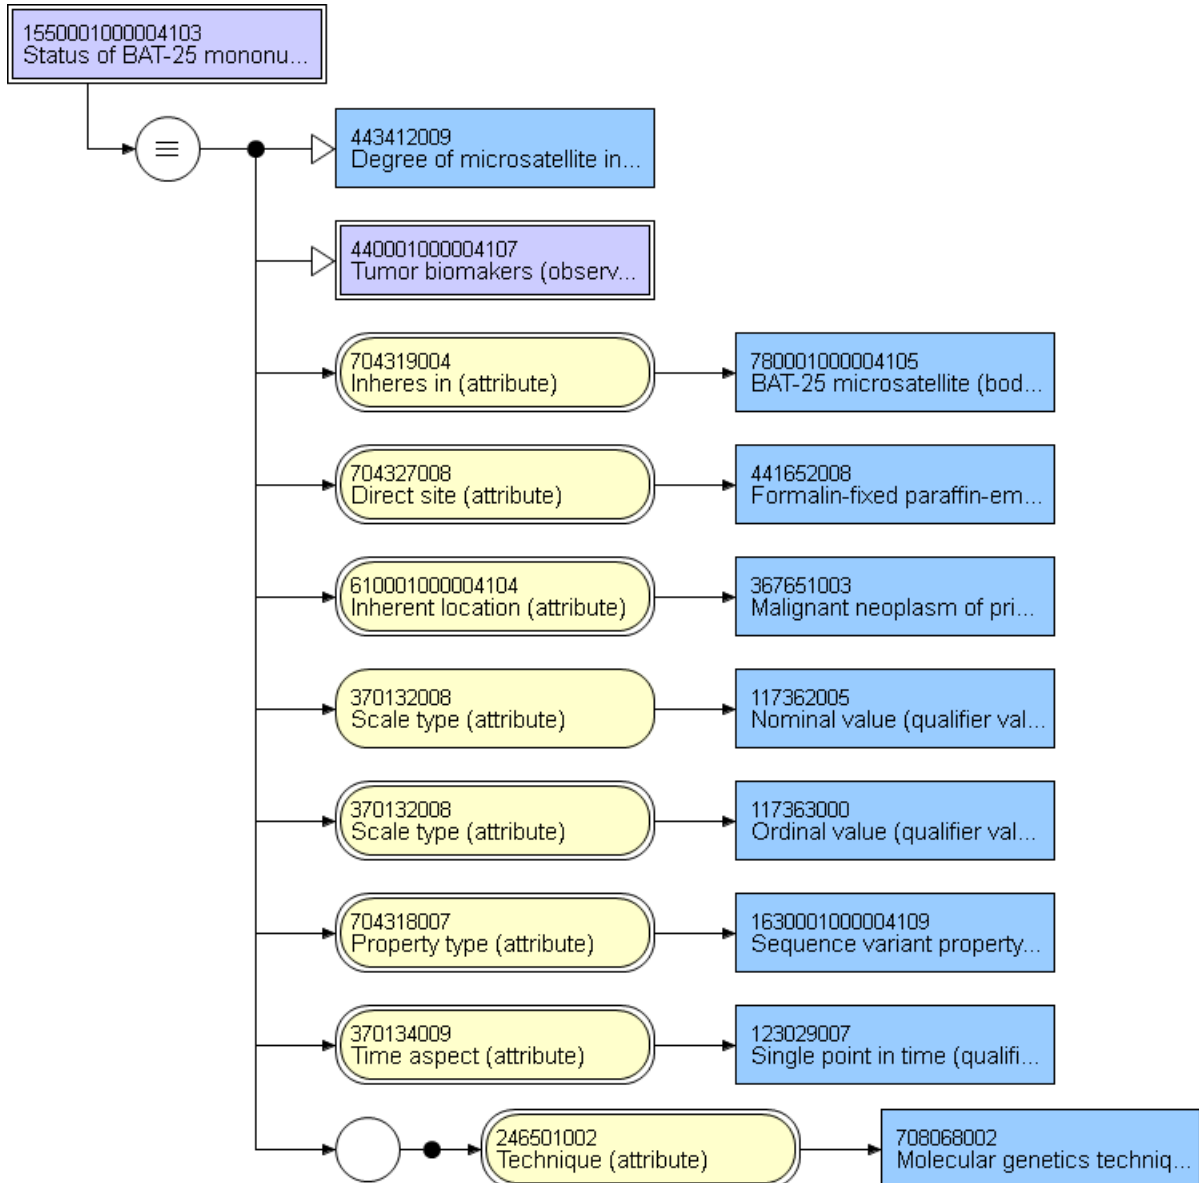 1550001000004103
Status of BAT-25 mononu...
443412009
Degree of microsatellite in...
440001000004107
Tumor biomakers (observ...
704319004
Inheres in (attribute)
780001000004105
BAT-25 microsatellite (bod...
704327008
Direct site (attribute)
441652008
Formalin-fixed paraffin-em...
610001000004104
Inherent location (attribute)
367651003
Malignant neoplasm of pri...
370132008
Scale type (attribute)
117362005
Nominal value (qualifier val...
370132008
Scale type (attribute)
117363000
Ordinal value (qualifier val...
704318007
Property type (attribute)
1630001000004109
Sequence variant property...
370134009
Time aspect (attribute)
123029007
Single point in time (qualifi...
246501002
Technique (attribute)
708068002
Molecular genetics techniq...